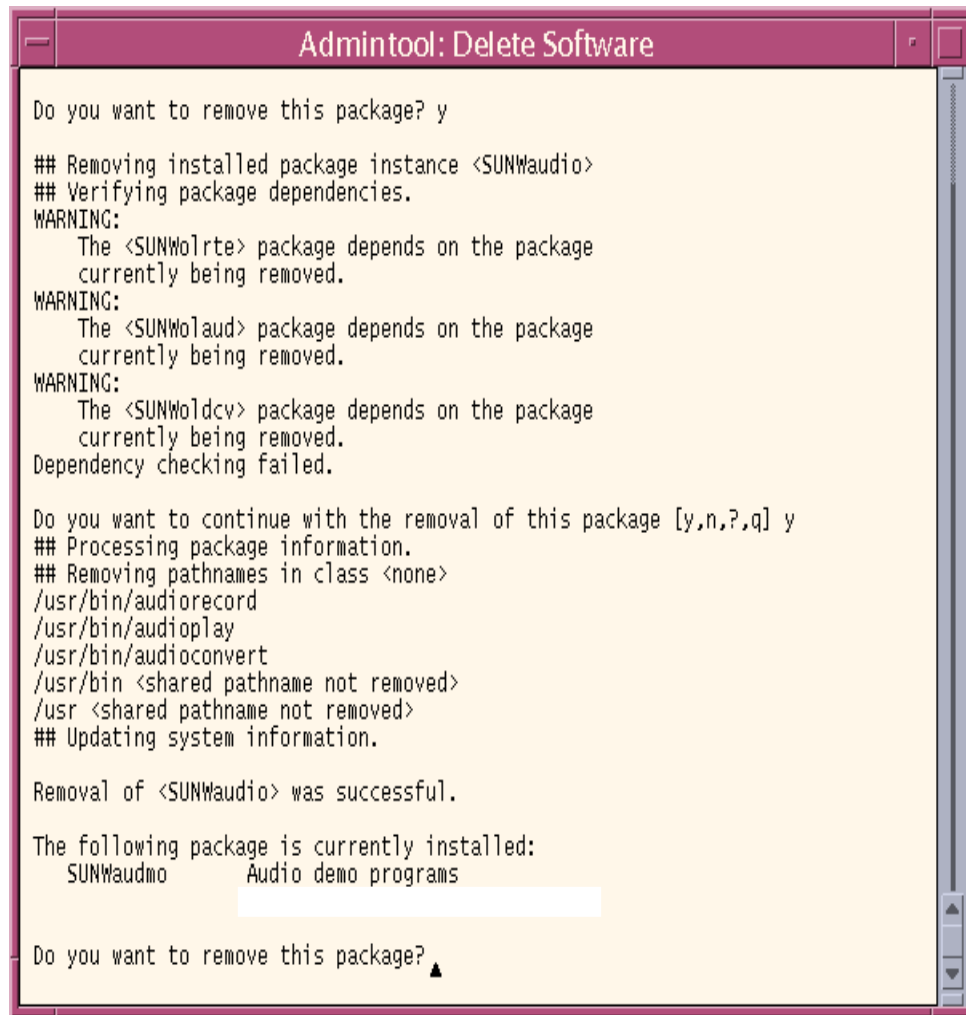 Admintool: Delete Software
Do you want to remove this package? y
## Removing installed package instance <SUNWaudio>
## Verifying package dependencies.
WARNING:
The <SUNWolrte> package depends on the package
currently being removed.
WARNING:
The <SUNWolaud> package depends on the package
currently being removed.
WARNING:
The <SUNWoldcv> package depends on the package
currently being removed.
Dependency checking failed.
Do you want to continue with the removal of this package [y,n,?,q] y
## Processing package information.
## Removing pathnames in class <none>
/usr/bin/audiorecord
/usr/bin/audioplay
/usr/bin/audioconvert
/usr/bin <shared pathname not removed>
/usr <shared pathname not removed>
## Updating system information.
Removal of <SUNWaudio> was successful.
The following package is currently installed:
SUNWaudmo Audio demo programs
Do you want to remove this package?